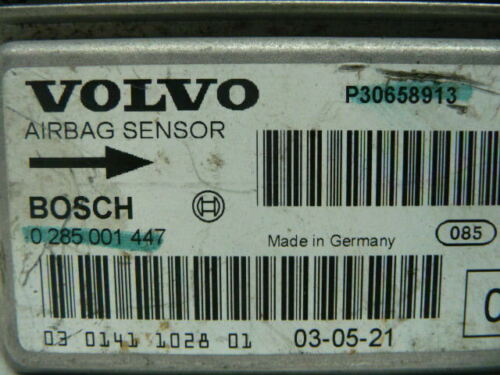 VOLVO P30658913
AIRBAG SENSOR
BOSCH
0 285 001 447 Made in Germany 085
03 0141 1028 01 03-05-21